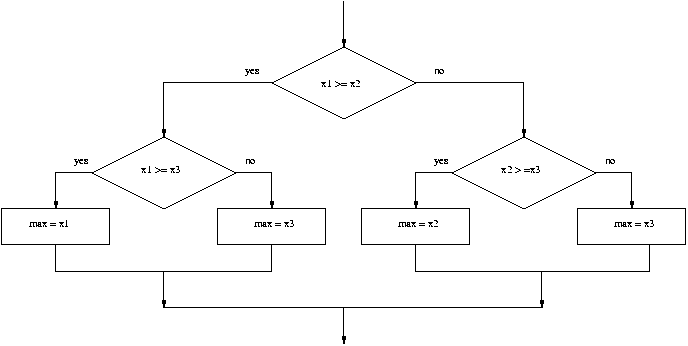 yes
no
x1 >= x2
yes
x1 >= x3
no
yes
x2 >=x3
no
max = x1
max = x3
max = x2
max = x3